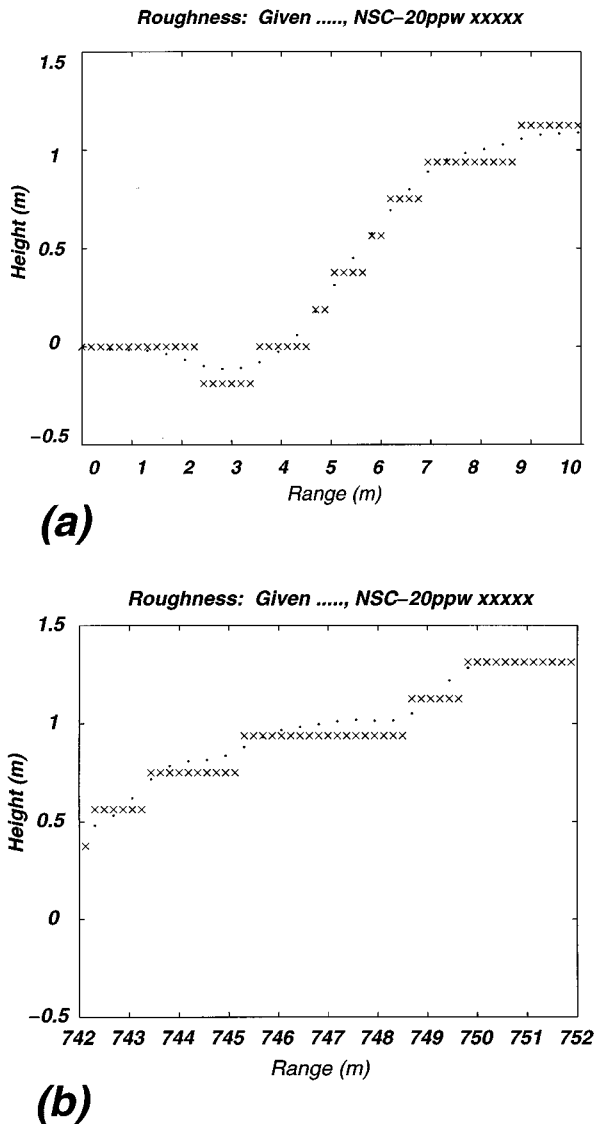 Roughness: Given ....., NSC–20ppw xxxxx
1.5
1
0.5
0
–0.5
Height (m)
0 1 2 3 4 5 6 7 8 9 10
Range (m)
(a)
Roughness: Given ....., NSC–20ppw xxxxx
1.5
1
0.5
0
–0.5
Height (m)
742 743 744 745 746 747 748 749 750 751 752
Range (m)
(b)